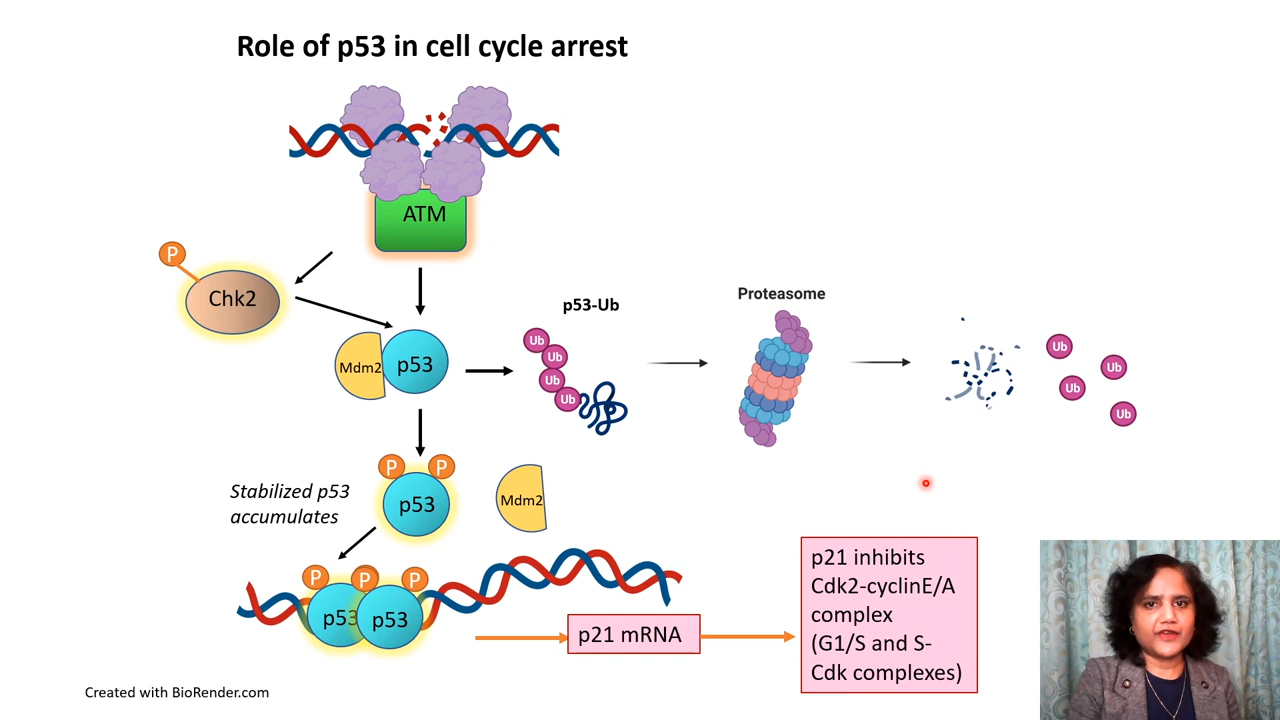 Role of p53 in cell cycle arrest
ATM
P
Chk2
p53-Ub
Proteasome
Mdm2
p53
Ub
Ub
Ub
Ub
Ub
Ub
Ub
Ub
P
P
Stabilized p53
accumulates
p53
Mdm2
P
P
P
p53
p53
p21 mRNA
p21 inhibits
Cdk2-cyclinE/A
complex
(G1/S and S-
Cdk complexes)
Created with BioRender.com